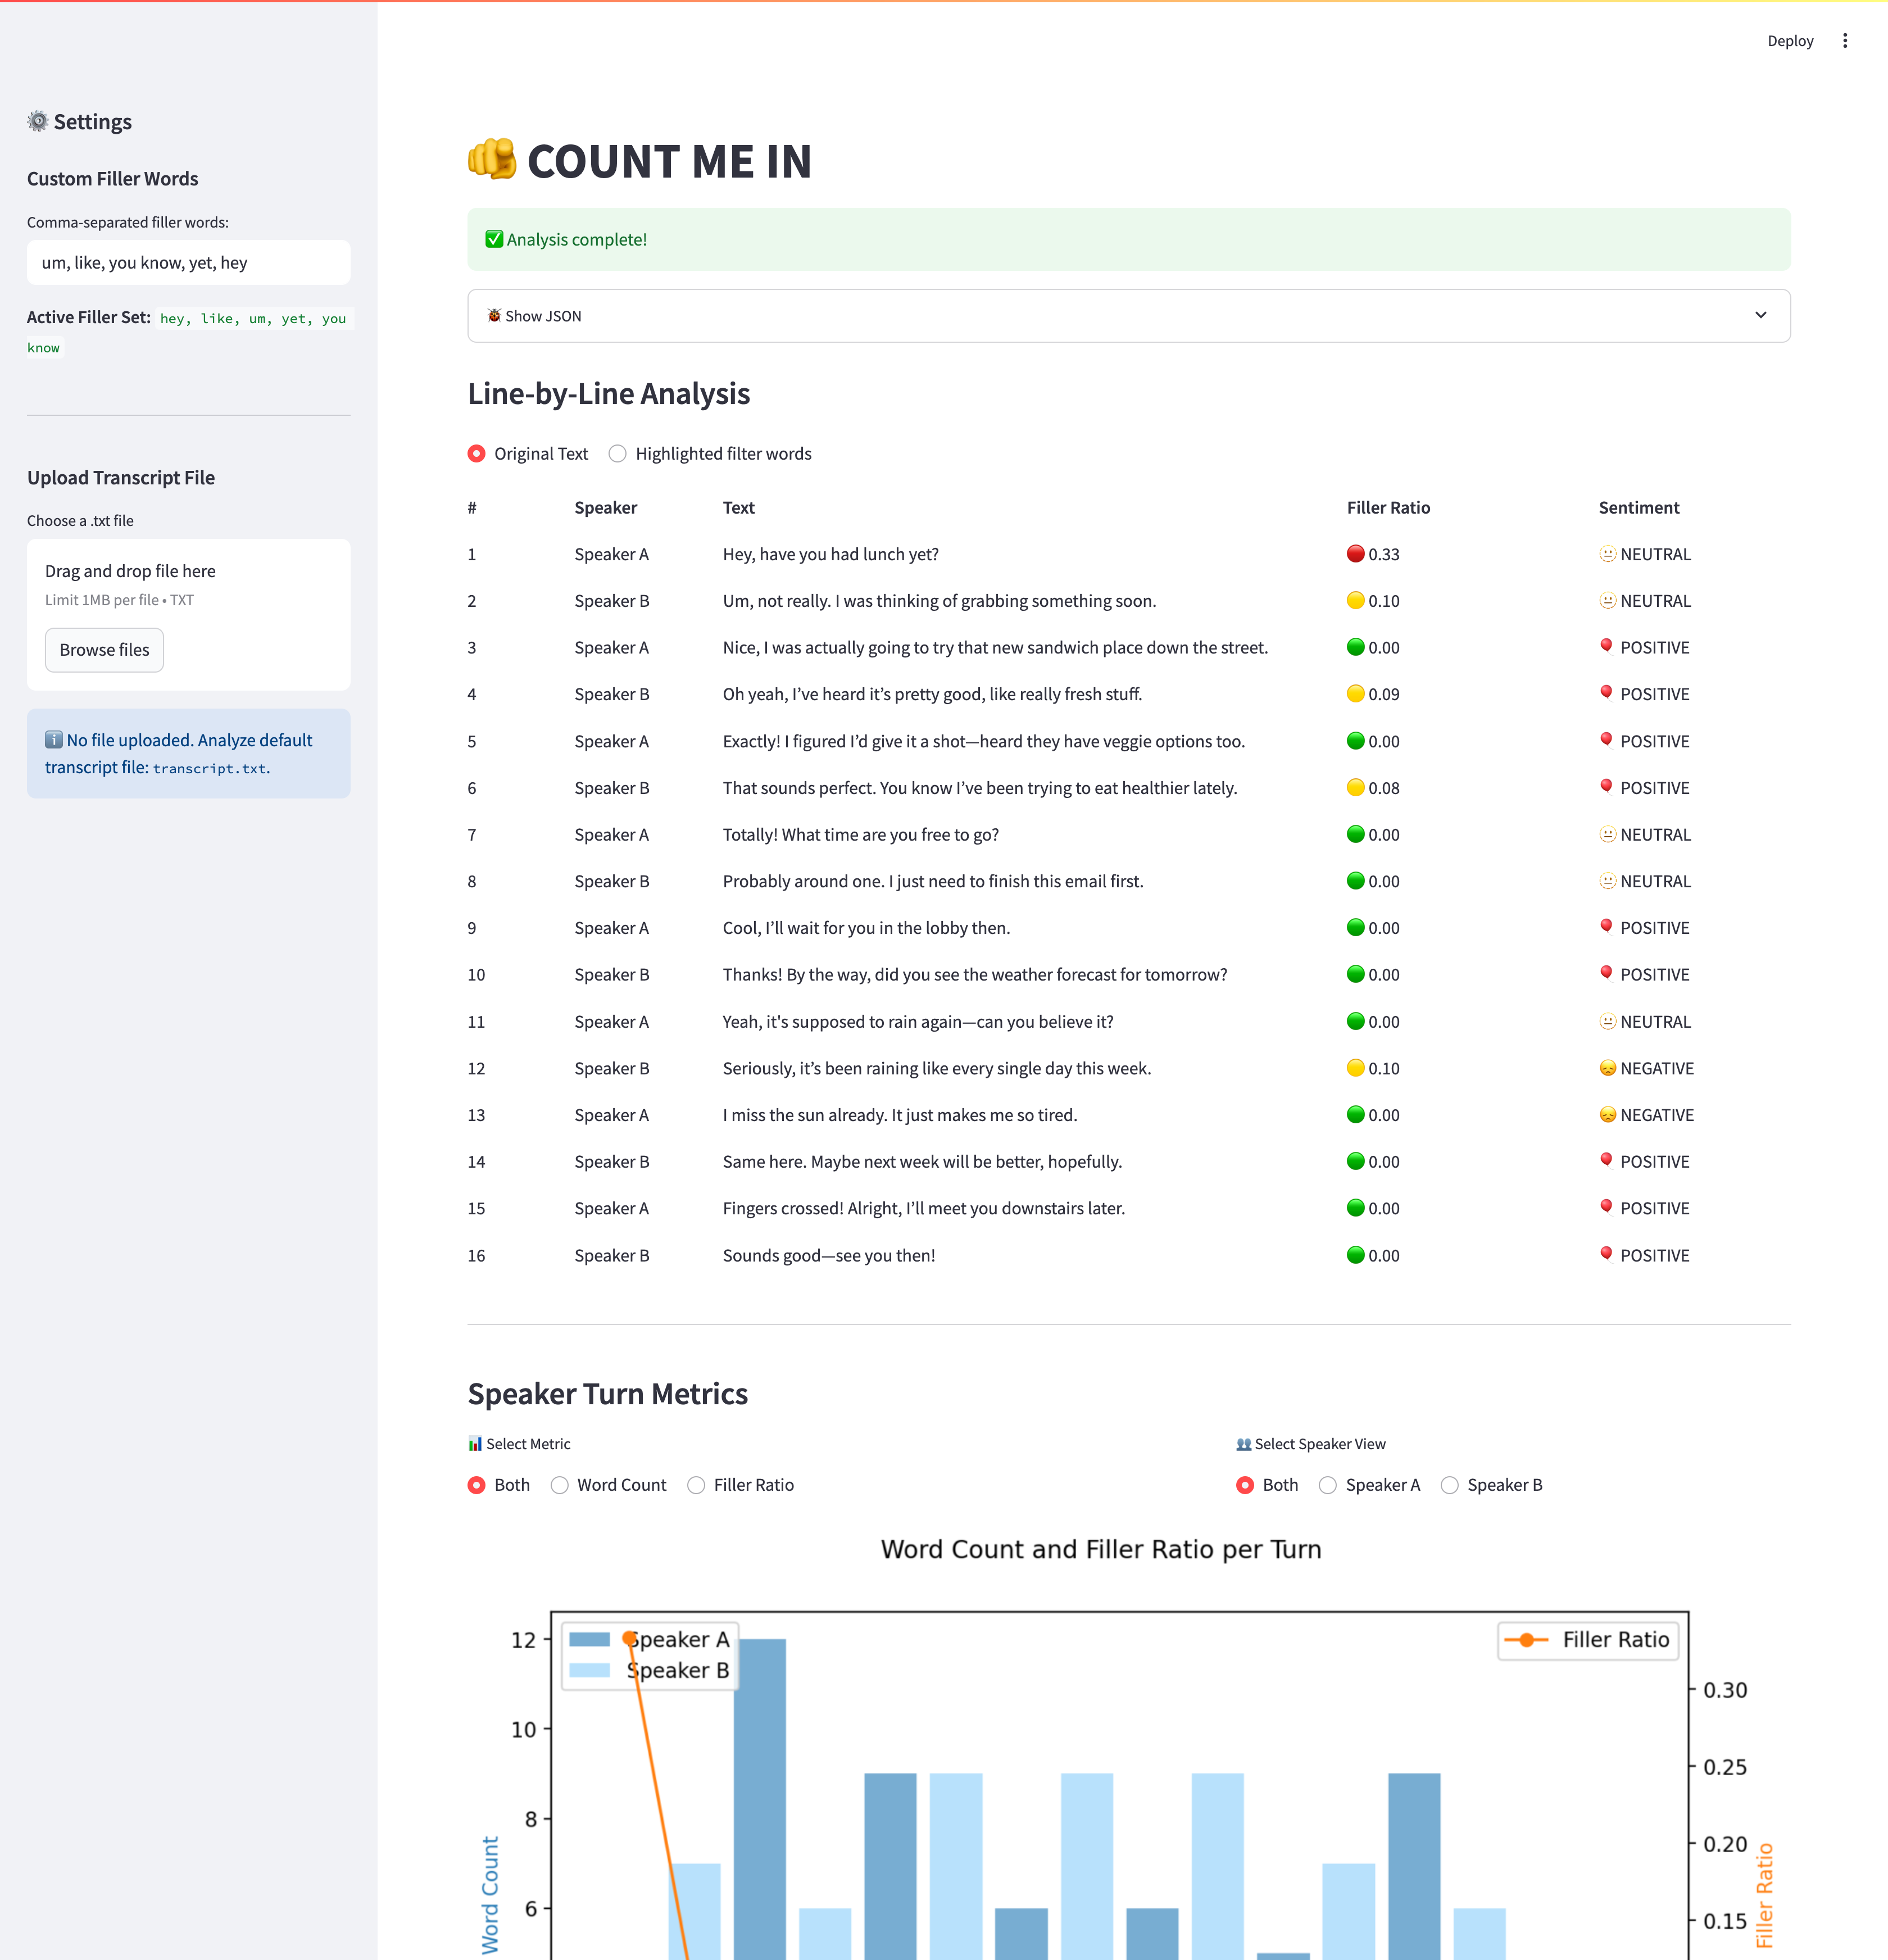 Deploy
Settings
Custom Filler Words
Comma-separated filler words:
um, like, you know, yet, hey
Active Filler Set: hey, like, um, yet, you
know
Upload Transcript File
Choose a .txt file
Drag and drop file here
Limit 1MB per file • TXT
Browse files
No file uploaded. Analyze default
transcript file: transcript.txt.
COUNT ME IN
Analysis complete!
Show JSON
Line-by-Line Analysis
Original Text Highlighted filter words
# Speaker Text Filler Ratio Sentiment
1 Speaker A Hey, have you had lunch yet? 0.33 NEUTRAL
2 Speaker B Um, not really. I was thinking of grabbing something soon. 0.10 NEUTRAL
3 Speaker A Nice, I was actually going to try that new sandwich place down the street. 0.00 POSITIVE
4 Speaker B Oh yeah, I’ve heard it’s pretty good, like really fresh stuff. 0.09 POSITIVE
5 Speaker A Exactly! I figured I’d give it a shot—heard they have veggie options too. 0.00 POSITIVE
6 Speaker B That sounds perfect. You know I’ve been trying to eat healthier lately. 0.08 POSITIVE
7 Speaker A Totally! What time are you free to go? 0.00 NEUTRAL
8 Speaker B Probably around one. I just need to finish this email first. 0.00 NEUTRAL
9 Speaker A Cool, I’ll wait for you in the lobby then. 0.00 POSITIVE
10 Speaker B Thanks! By the way, did you see the weather forecast for tomorrow? 0.00 POSITIVE
11 Speaker A Yeah, it's supposed to rain again—can you believe it? 0.00 NEUTRAL
12 Speaker B Seriously, it’s been raining like every single day this week. 0.10 NEGATIVE
13 Speaker A I miss the sun already. It just makes me so tired. 0.00 NEGATIVE
14 Speaker B Same here. Maybe next week will be better, hopefully. 0.00 POSITIVE
15 Speaker A Fingers crossed! Alright, I’ll meet you downstairs later. 0.00 POSITIVE
16 Speaker B Sounds good—see you then! 0.00 POSITIVE
Speaker Turn Metrics
Select Metric
Both Word Count Filler Ratio
Select Speaker View
Both Speaker A Speaker B
Word Count and Filler Ratio per Turn
Speaker A
Speaker B
Filler Ratio
12
10
8
6
Word Count
0.30
0.25
0.20
0.15
Filler Ratio